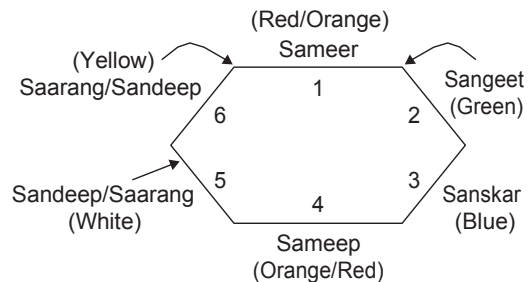 (Red/Orange)
Sameer
(Yellow)
Saarang/Sandeep
Sangeet
(Green)
1
6
2
5
3
4
Sandeep/Saarang
(White)
Sanskar
(Blue)
Sameep
(Orange/Red)